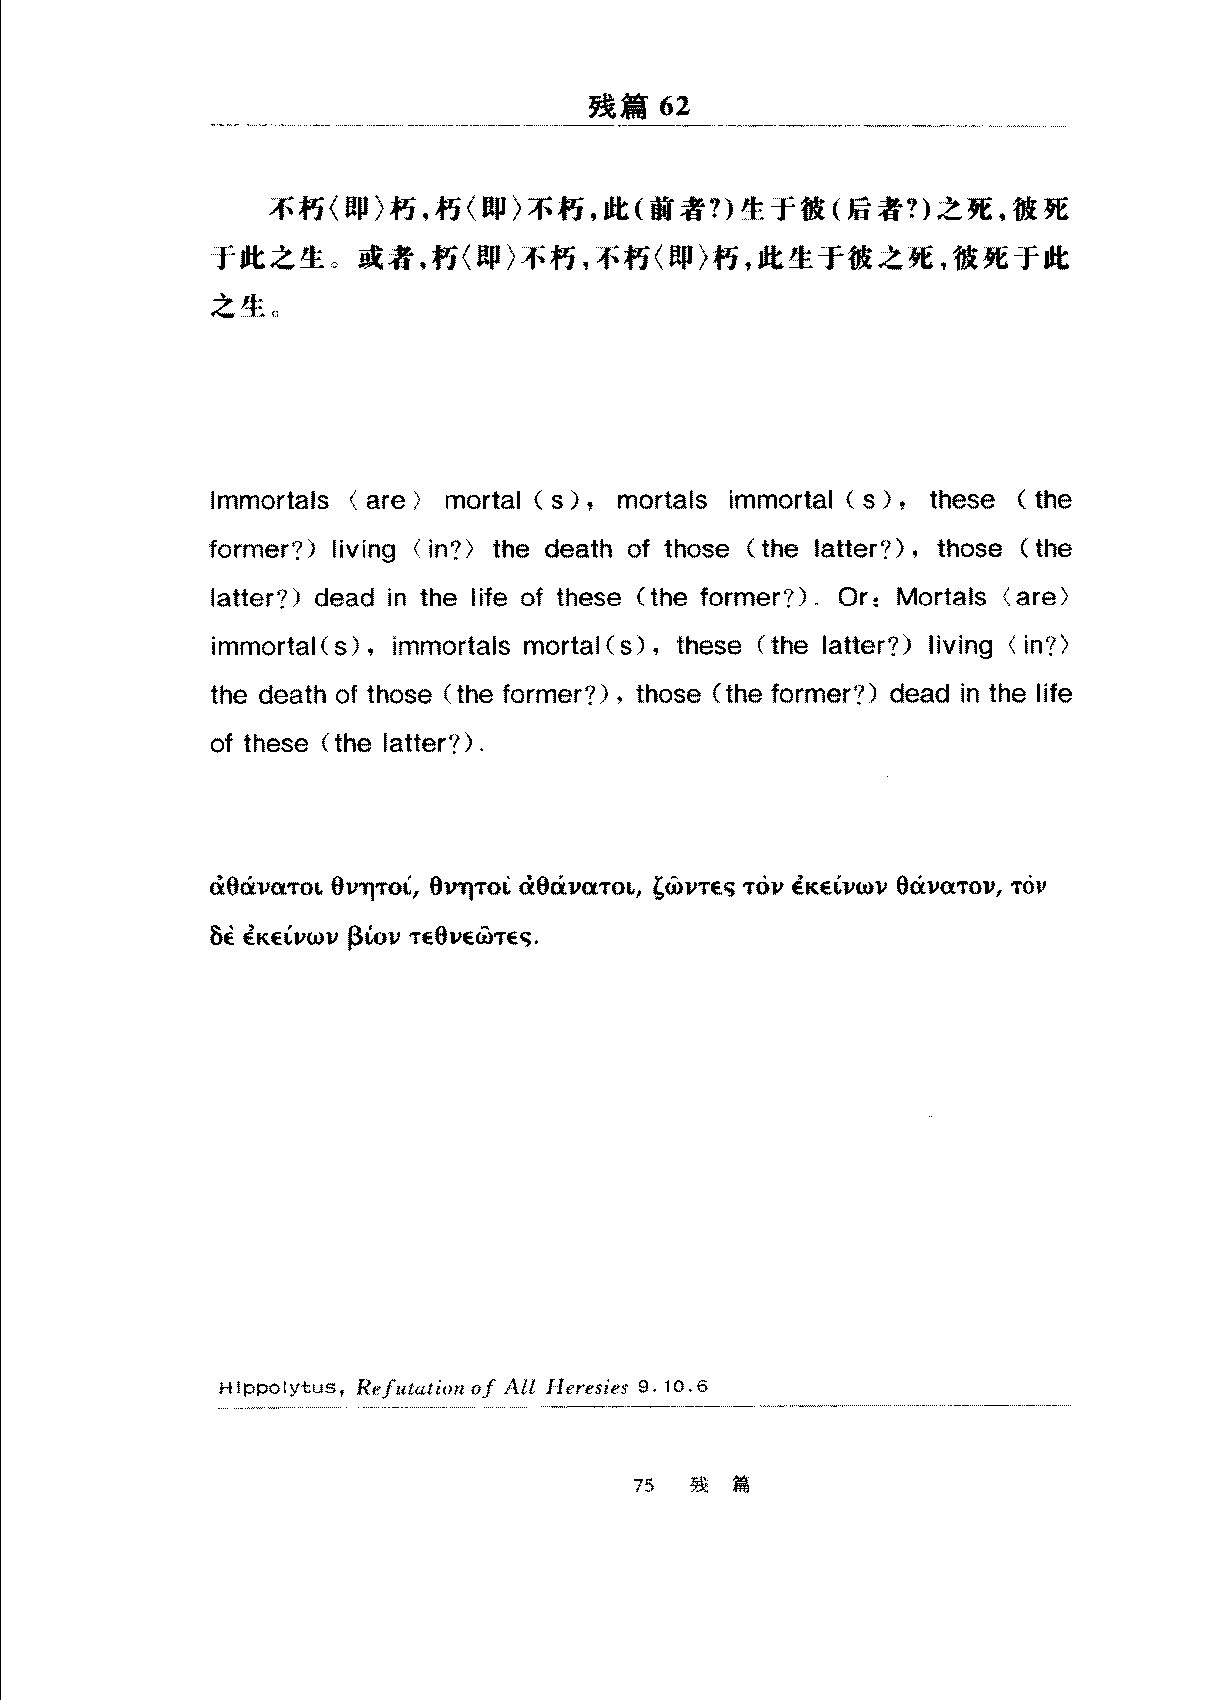 残篇 62
不朽〈即〉朽,朽〈即〉不朽,此(前者?)生于彼(后者?)之死,彼死
于此之生。或者,朽〈即〉不朽,不朽〈即〉朽,此生于彼之死,彼死于此
之生。
Immortals〈are〉mortal(s), mortals immortal(s), these (the
former?) living〈in?〉the death of those (the latter?), those (the
latter?) dead in the life of these (the former?). Or: Mortals〈are〉
immortal(s), immortals mortal(s), these (the latter?) living〈in?〉
the death of those (the former?), those (the former?) dead in the life
of these (the latter?).
ἀθάνατοι θνητοί, θνητοὶ ἀθάνατοι, ζῶντες τὸν ἐκείνων θάνατον, τὸν
δὲ ἐκείνων βίον τεθνεῶτες.
Hippolytus, Refutation of All Heresies 9.10.6
75 残 篇